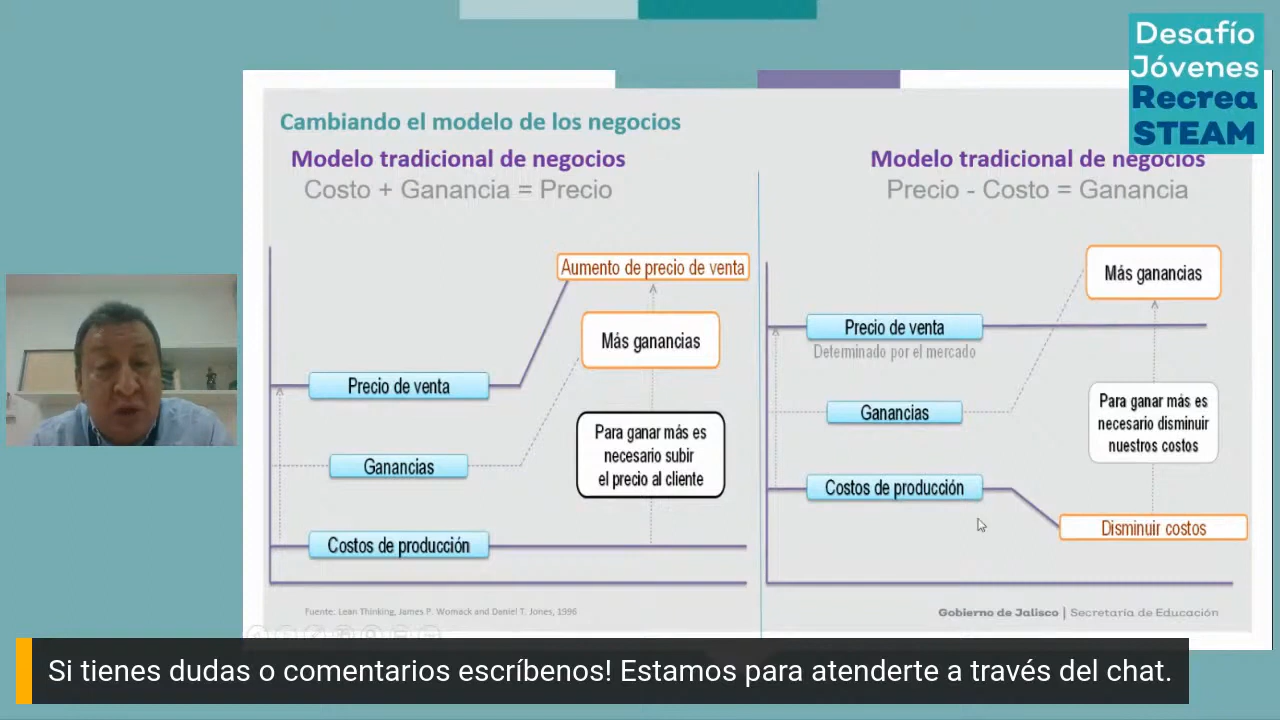 Desafío
Jóvenes
Recrea
STEAM
Cambiando el modelo de los negocios
Modelo tradicional de negocios
Costo + Ganancia = Precio
Aumento de precio de venta
Más ganancias
Precio de venta
Para ganar más es
necesario subir
el precio al cliente
Ganancias
Costos de producción
Fuente: Lean Thinking, James P. Womack and Daniel T. Jones, 1996
Modelo tradicional de negocios
Precio - Costo = Ganancia
Más ganancias
Precio de venta
Determinado por el mercado
Para ganar más es
necesario disminuir
nuestros costos
Ganancias
Costos de producción
Disminuir costos
Gobierno de Jalisco | Secretaría de Educación
Si tienes dudas o comentarios escríbenos! Estamos para atenderte a través del chat.